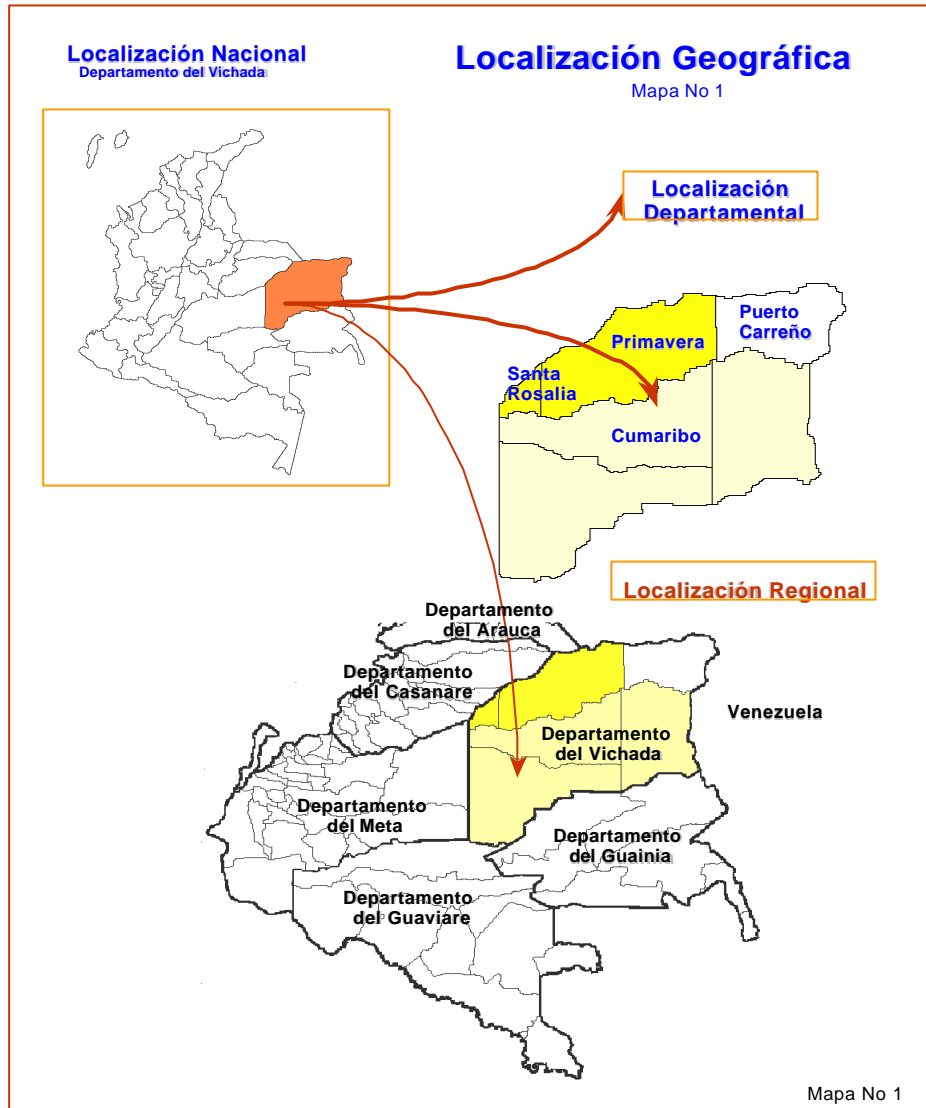 Localización Nacional
Departamento del Vichada
Localización Geográfica
Mapa No 1
Localización
Departamental
Puerto
Carreño
Primavera
Santa
Rosalia
Cumaribo
Localización Regional
Departamento
del Arauca
Departamento
del Casanare
Venezuela
Departamento
del Vichada
Departamento
del Meta
Departamento
del Guainia
Departamento
del Guaviare
Mapa No 1